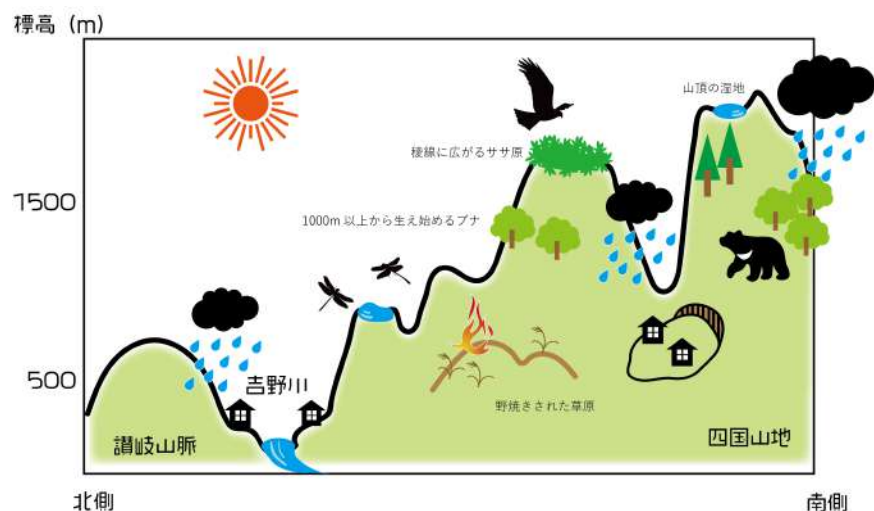 標高 (m)
山頂の湿地
稜線に広がるササ原
1500
1000m 以上から生え始めるブナ
500
吉野川
野焼きされた草原
讃岐山脈
四国山地
北側
南側